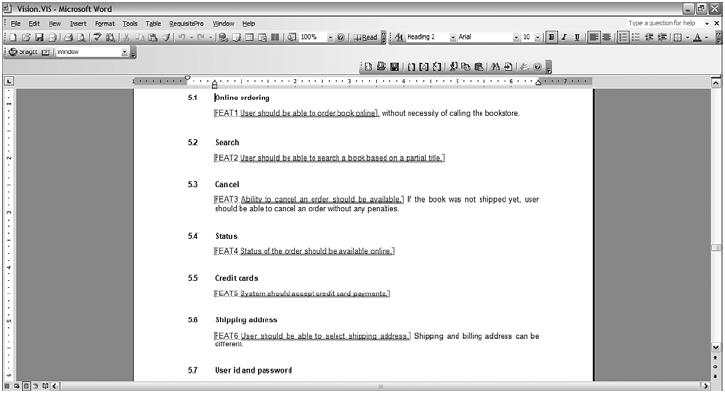 Vision.VIS - Microsoft Word
File Edit View Insert Format Tools Table RequisitePro Window Help Type a question for help
100% Read Heading 2 Arial 10 B I U
SnagIt Window
5.1 Online ordering
[FEAT1 User should be able to order book online], without necessity of calling the bookstore.
5.2 Search
[FEAT2 User should be able to search a book based on a partial title.]
5.3 Cancel
[FEAT3 Ability to cancel an order should be available.] If the book was not shipped yet, user
should be able to cancel an order without any penalties.
5.4 Status
[FEAT4 Status of the order should be available online.]
5.5 Credit cards
[FEAT5 System should accept credit card payments.]
5.6 Shipping address
[FEAT6 User should be able to select shipping address.] Shipping and billing address can be
different.
5.7 User id and password